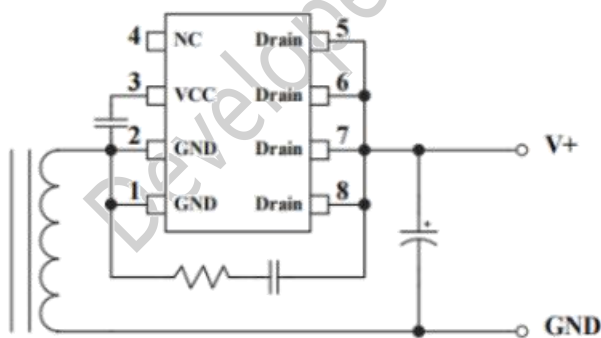 4 NC Drain 5
3 VCC Drain 6
2 GND Drain 7 V+
1 GND Drain 8
+
GND